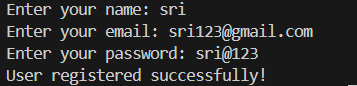 Enter your name: sri
Enter your email: sri123@gmail.com
Enter your password: sri@123
User registered successfully!